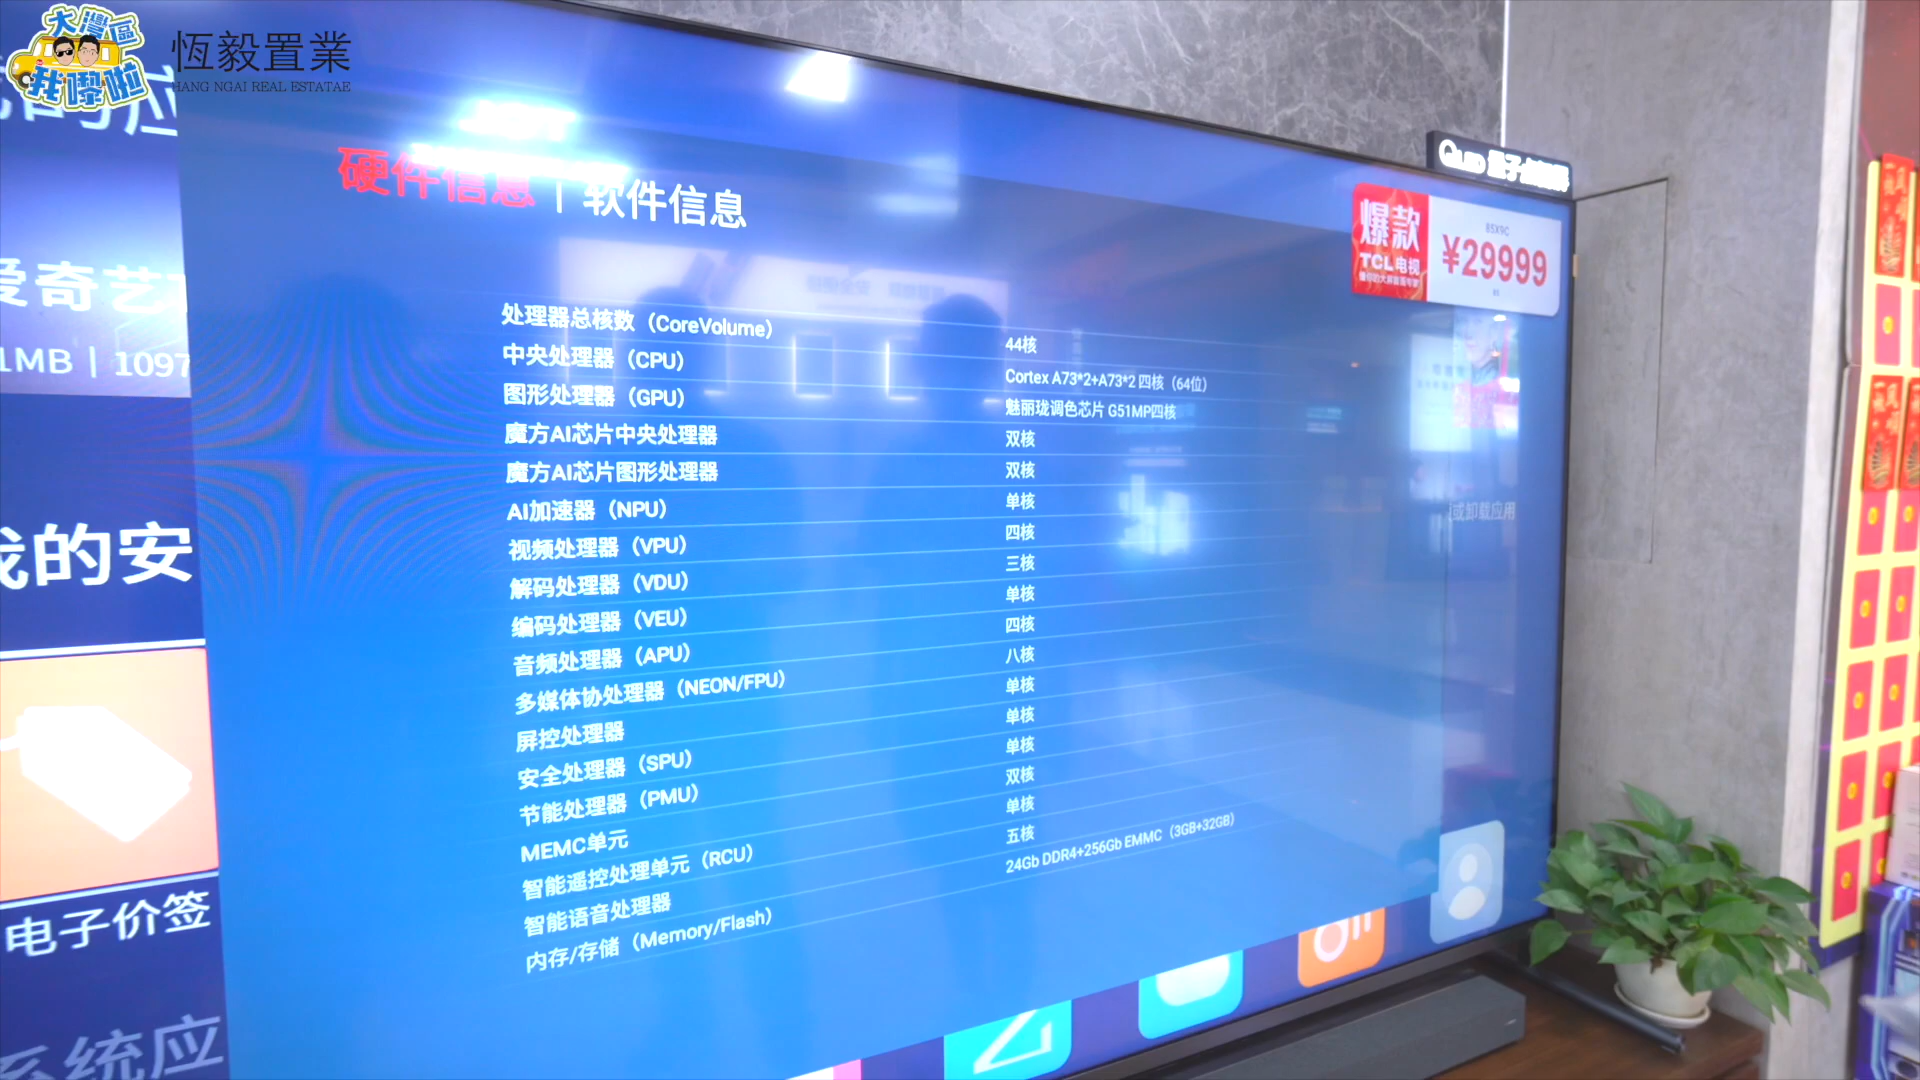 大灣區
我嚟啦
恆毅置業
HANG NGAI REAL ESTATAE
硬件信息 | 软件信息
爆款
TCL电视
85X9C
¥29999
处理器总核数（CoreVolume） 44核
中央处理器（CPU） Cortex A73*2+A73*2 四核（64位）
图形处理器（GPU） 魅丽珑调色芯片 G51MP四核
魔方AI芯片中央处理器 双核
魔方AI芯片图形处理器 双核
AI加速器（NPU） 单核
视频处理器（VPU） 四核
解码处理器（VDU） 三核
编码处理器（VEU） 单核
音频处理器（APU） 四核
多媒体协处理器（NEON/FPU） 八核
屏控处理器 单核
安全处理器（SPU） 单核
节能处理器（PMU） 单核
MEMC单元 双核
智能遥控处理单元（RCU） 单核
智能语音处理器 五核
内存/存储（Memory/Flash） 24Gb DDR4+256Gb EMMC（3GB+32GB）
或卸载应用
爱奇艺
1MB | 1097
我的安
电子价签
系统应